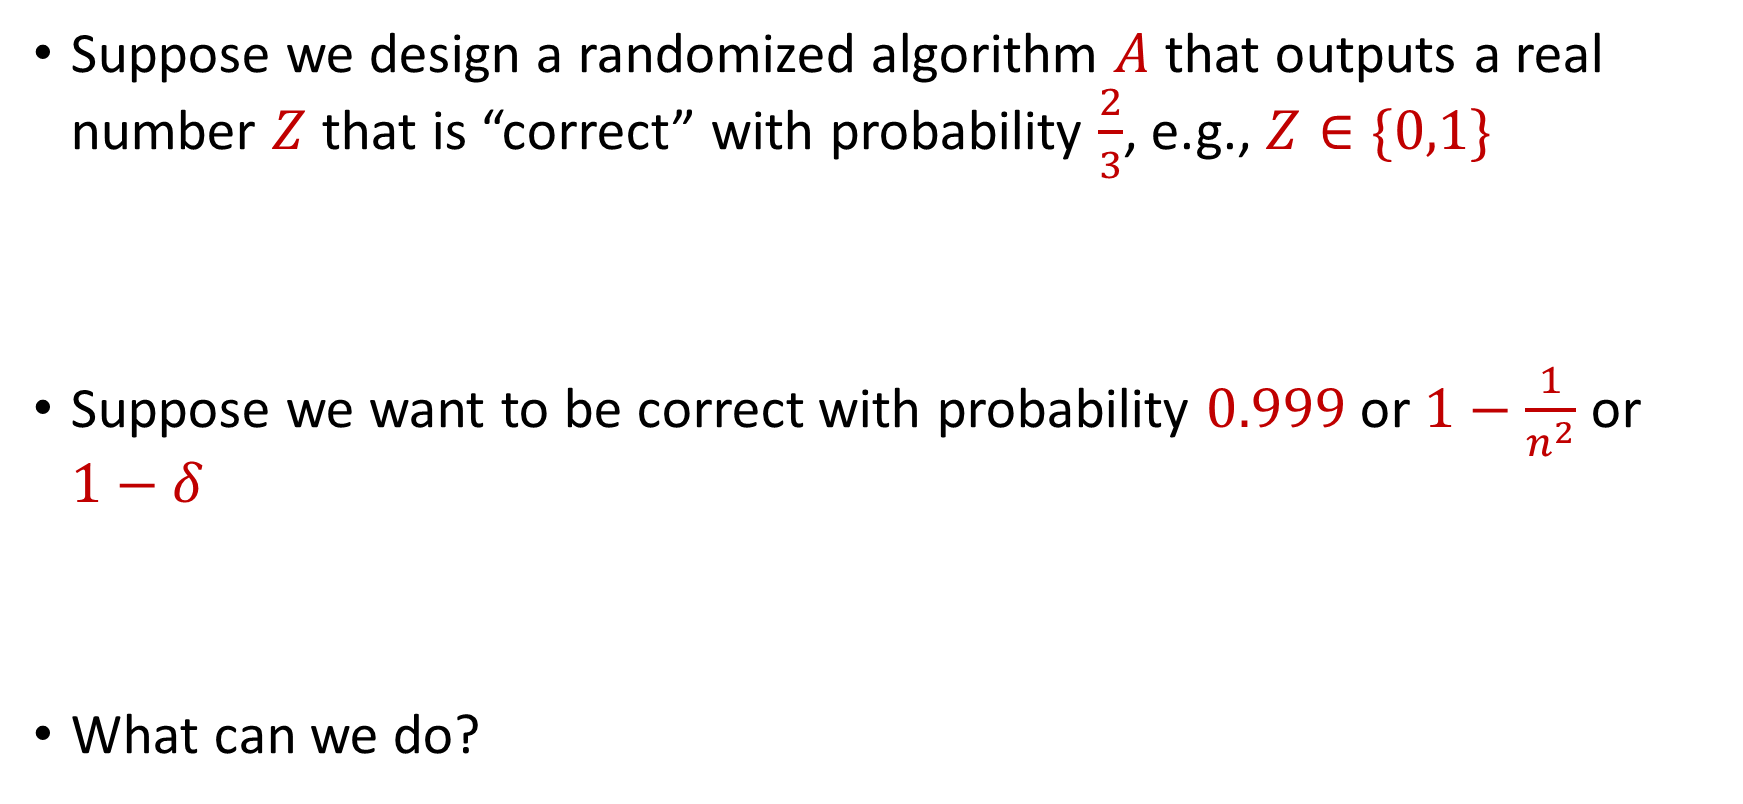 • Suppose we design a randomized algorithm A that outputs a real
number Z that is “correct” with probability 2/3, e.g., Z ∈ {0,1}
• Suppose we want to be correct with probability 0.999 or 1 − 1/n² or
1 − δ
• What can we do?